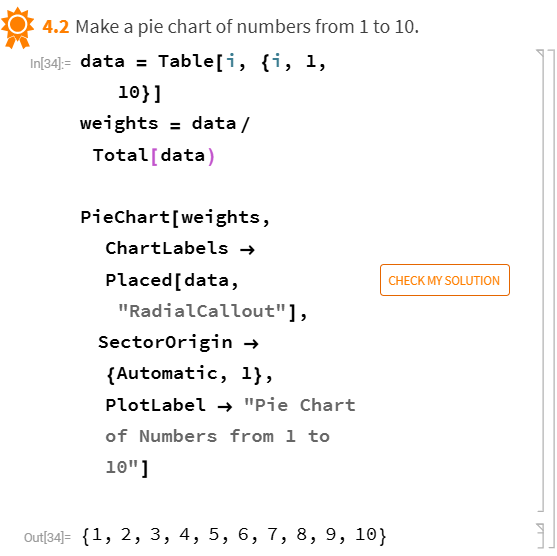 4.2 Make a pie chart of numbers from 1 to 10.
In[34]:= data = Table[i, {i, 1,
10}]
weights = data /
Total[data)
PieChart[weights,
ChartLabels →
Placed[data,
"RadialCallout"],
SectorOrigin →
{Automatic, 1},
PlotLabel → "Pie Chart
of Numbers from 1 to
10"]
CHECK MY SOLUTION
Out[34]= {1, 2, 3, 4, 5, 6, 7, 8, 9, 10}